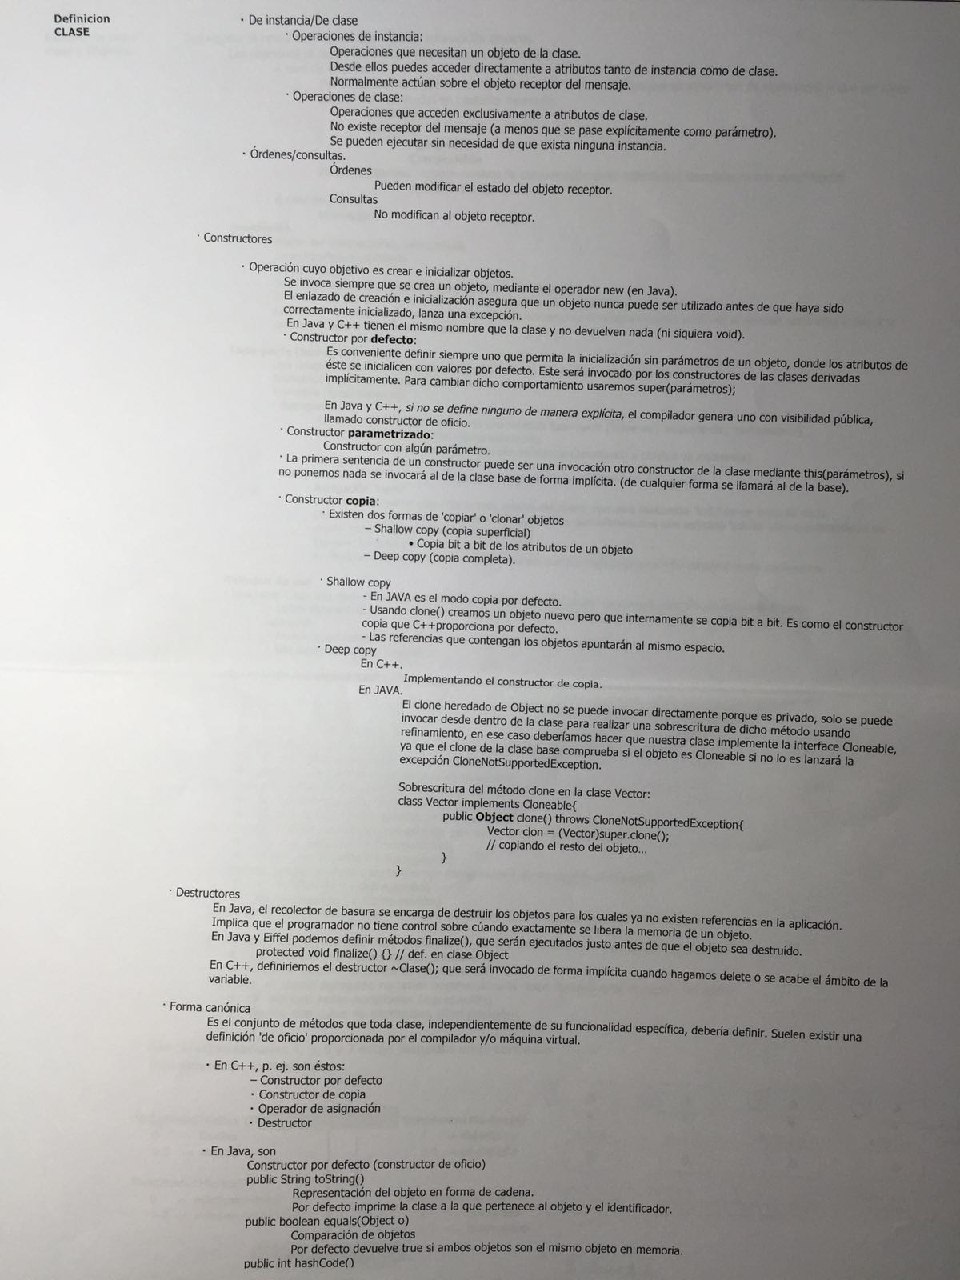 Definicion
CLASE
· De instancia/De clase
· Operaciones de instancia:
Operaciones que necesitan un objeto de la clase.
Desde ellos puedes acceder directamente a atributos tanto de instancia como de clase.
Normalmente actúan sobre el objeto receptor del mensaje.
· Operaciones de clase:
Operaciones que acceden exclusivamente a atributos de clase.
No existe receptor del mensaje (a menos que se pase explícitamente como parámetro).
Se pueden ejecutar sin necesidad de que exista ninguna instancia.
· Órdenes/consultas.
Órdenes
Pueden modificar el estado del objeto receptor.
Consultas
No modifican al objeto receptor.
· Constructores
· Operación cuyo objetivo es crear e inicializar objetos.
Se invoca siempre que se crea un objeto, mediante el operador new (en Java).
El enlazado de creación e inicialización asegura que un objeto nunca puede ser utilizado antes de que haya sido
correctamente inicializado, lanza una excepción.
En Java y C++ tienen el mismo nombre que la clase y no devuelven nada (ni siquiera void).
· Constructor por defecto:
Es conveniente definir siempre uno que permita la inicialización sin parámetros de un objeto, donde los atributos de
éste se inicialicen con valores por defecto. Este será invocado por los constructores de las clases derivadas
implícitamente. Para cambiar dicho comportamiento usaremos super(parámetros);
En Java y C++, si no se define ninguno de manera explícita, el compilador genera uno con visibilidad pública,
llamado constructor de oficio.
· Constructor parametrizado:
Constructor con algún parámetro.
· La primera sentencia de un constructor puede ser una invocación otro constructor de la clase mediante this(parámetros), si
no ponemos nada se invocará al de la clase base de forma implícita. (de cualquier forma se llamará al de la base).
· Constructor copia:
· Existen dos formas de 'copiar' o 'clonar' objetos
– Shallow copy (copia superficial)
• Copia bit a bit de los atributos de un objeto
– Deep copy (copia completa).
· Shallow copy
- En JAVA es el modo copia por defecto.
- Usando clone() creamos un objeto nuevo pero que internamente se copia bit a bit. Es como el constructor
copia que C++proporciona por defecto.
- Las referencias que contengan los objetos apuntarán al mismo espacio.
· Deep copy
En C++.
Implementando el constructor de copia.
En JAVA.
El clone heredado de Object no se puede invocar directamente porque es privado, solo se puede
invocar desde dentro de la clase para realizar una sobrescritura de dicho método usando
refinamiento, en ese caso deberíamos hacer que nuestra clase implemente la interface Cloneable,
ya que el clone de la clase base comprueba si el objeto es Cloneable si no lo es lanzará la
excepción CloneNotSupportedException.
Sobrescritura del método clone en la clase Vector:
class Vector implements Cloneable{
public Object clone() throws CloneNotSupportedException{
Vector clon = (Vector)super.clone();
// copiando el resto del objeto...
}
}
· Destructores
En Java, el recolector de basura se encarga de destruir los objetos para los cuales ya no existen referencias en la aplicación.
Implica que el programador no tiene control sobre cúando exactamente se libera la memoria de un objeto.
En Java y Eiffel podemos definir métodos finalize(), que serán ejecutados justo antes de que el objeto sea destruido.
protected void finalize() {} // def. en clase Object
En C++, definiriemos el destructor ~Clase(); que será invocado de forma implícita cuando hagamos delete o se acabe el ámbito de la
variable.
· Forma canónica
Es el conjunto de métodos que toda clase, independientemente de su funcionalidad específica, debería definir. Suelen existir una
definición 'de oficio' proporcionada por el compilador y/o máquina virtual.
• En C++, p. ej. son éstos:
– Constructor por defecto
· Constructor de copia
• Operador de asignación
· Destructor
· En Java, son
Constructor por defecto (constructor de oficio)
public String toString()
Representación del objeto en forma de cadena.
Por defecto imprime la clase a la que pertenece al objeto y el identificador.
public boolean equals(Object o)
Comparación de objetos
Por defecto devuelve true si ambos objetos son el mismo objeto en memoria.
public int hashCode()